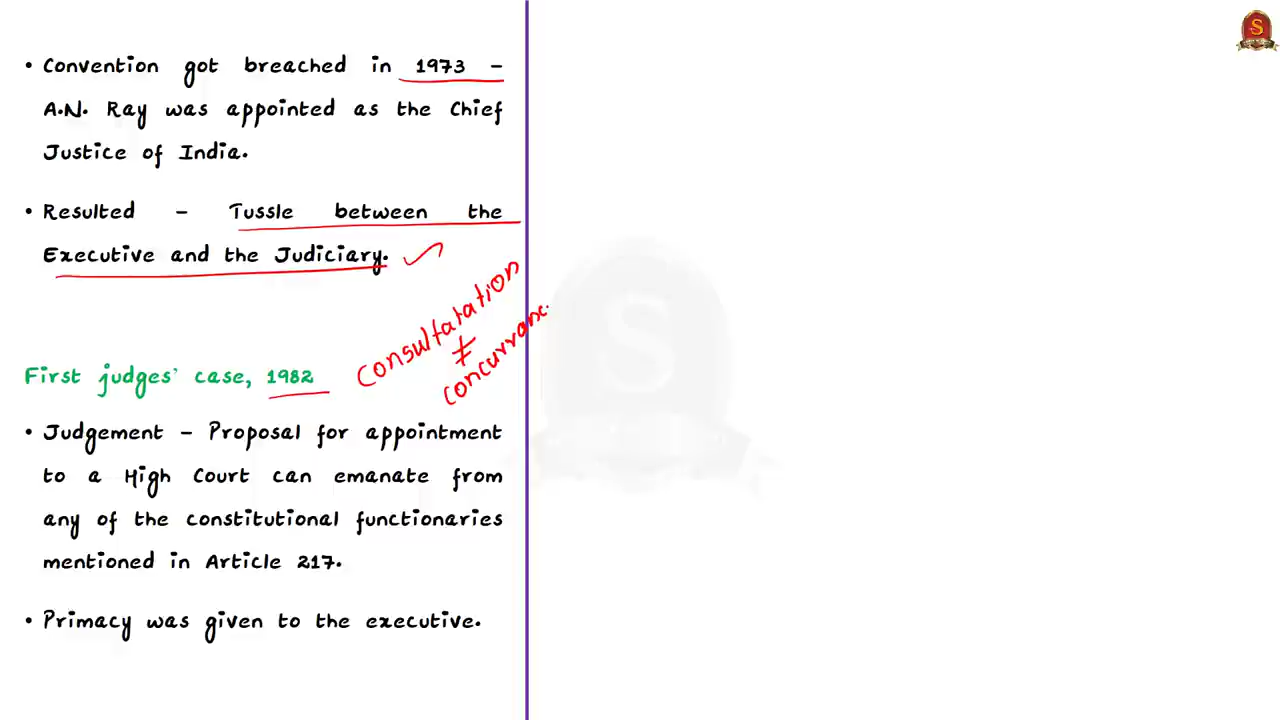 • Convention got breached in 1973 -
A.N. Ray was appointed as the Chief
Justice of India.
• Resulted - Tussle between the
Executive and the Judiciary.
Consultatation
≠
concurranc.
First judges' case, 1982
• Judgement - Proposal for appointment
to a High Court can emanate from
any of the constitutional functionaries
mentioned in Article 217.
• Primacy was given to the executive.
S
S